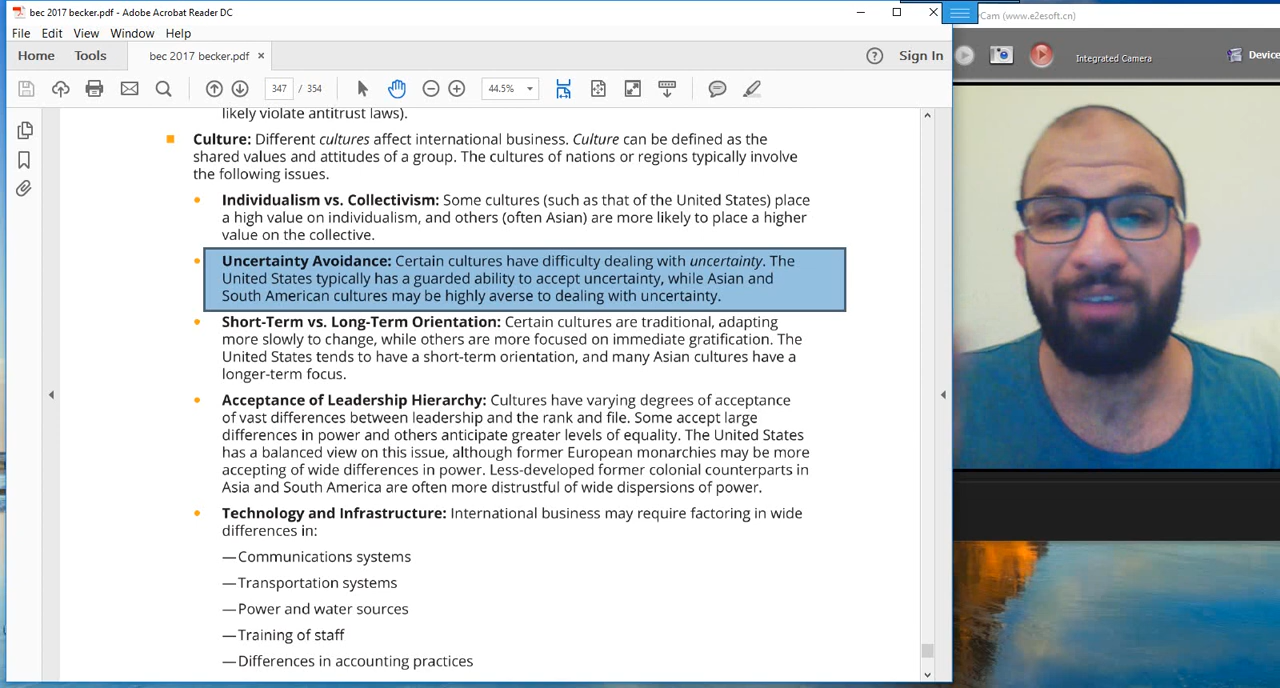 bec 2017 becker.pdf - Adobe Acrobat Reader DC
Cam (www.e2esoft.cn)
File Edit View Window Help
Home Tools bec 2017 becker.pdf × Sign In
Integrated Camera
Device
347 / 354 44.5%
likely violate antitrust laws).
Culture: Different cultures affect international business. Culture can be defined as the
shared values and attitudes of a group. The cultures of nations or regions typically involve
the following issues.
Individualism vs. Collectivism: Some cultures (such as that of the United States) place
a high value on individualism, and others (often Asian) are more likely to place a higher
value on the collective.
Uncertainty Avoidance: Certain cultures have difficulty dealing with uncertainty. The
United States typically has a guarded ability to accept uncertainty, while Asian and
South American cultures may be highly averse to dealing with uncertainty.
Short-Term vs. Long-Term Orientation: Certain cultures are traditional, adapting
more slowly to change, while others are more focused on immediate gratification. The
United States tends to have a short-term orientation, and many Asian cultures have a
longer-term focus.
Acceptance of Leadership Hierarchy: Cultures have varying degrees of acceptance
of vast differences between leadership and the rank and file. Some accept large
differences in power and others anticipate greater levels of equality. The United States
has a balanced view on this issue, although former European monarchies may be more
accepting of wide differences in power. Less-developed former colonial counterparts in
Asia and South America are often more distrustful of wide dispersions of power.
Technology and Infrastructure: International business may require factoring in wide
differences in:
—Communications systems
—Transportation systems
—Power and water sources
—Training of staff
—Differences in accounting practices